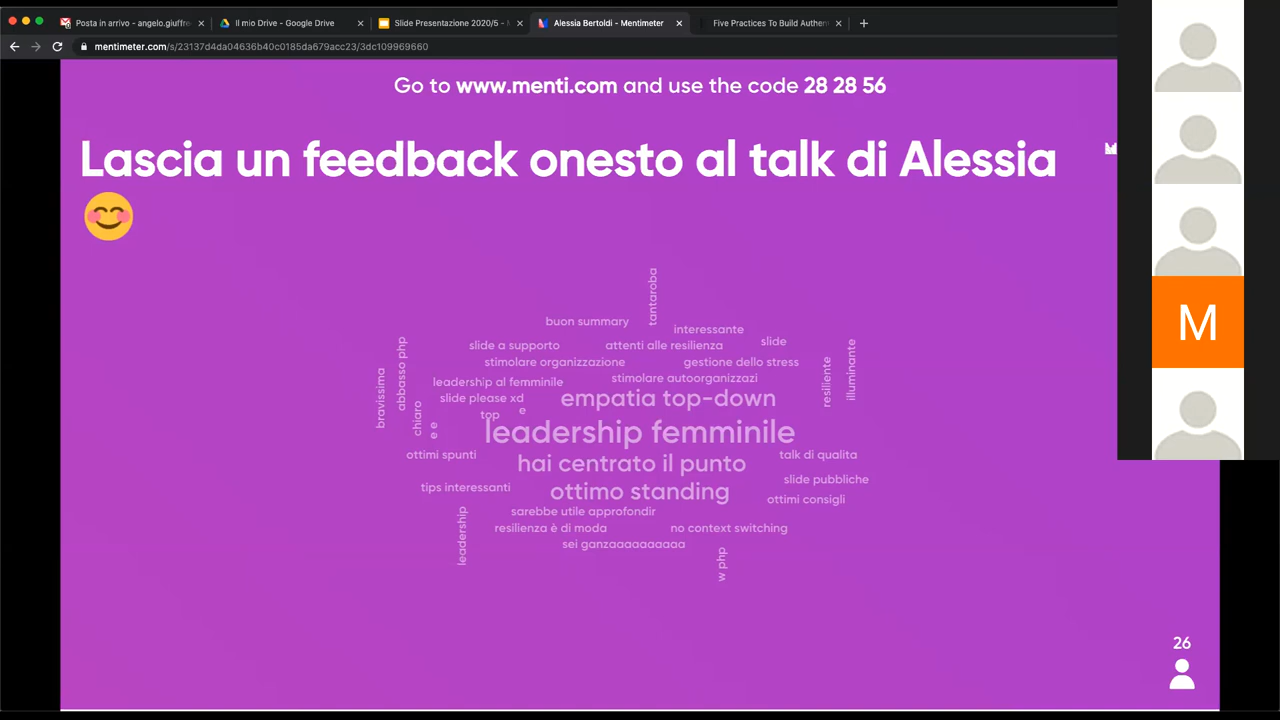 Posta in arrivo - angelo.giuffre
Il mio Drive - Google Drive
Slide Presentazione 2020/5 - M
Alessia Bertoldi - Mentimeter
Five Practices To Build Authen
mentimeter.com/s/23137d4da04636b40c0185da679acc23/3dc109969660
Go to www.menti.com and use the code 28 28 56
Lascia un feedback onesto al talk di Alessia
M
tantaroba
buon summary
interessante
slide a supporto
attenti alle resilienza
slide
stimolare organizzazione
gestione dello stress
abbasso php
illuminante
resiliente
bravissima
leadership al femminile
stimolare autoorganizzazi
slide please xd
empatia top-down
top
e
chiaro
e e
leadership femminile
ottimi spunti
hai centrato il punto
talk di qualita
slide pubbliche
tips interessanti
ottimo standing
ottimi consigli
sarebbe utile approfondir
leadership
resilienza è di moda
no context switching
sei ganzaaaaaaaaaa
w php
26